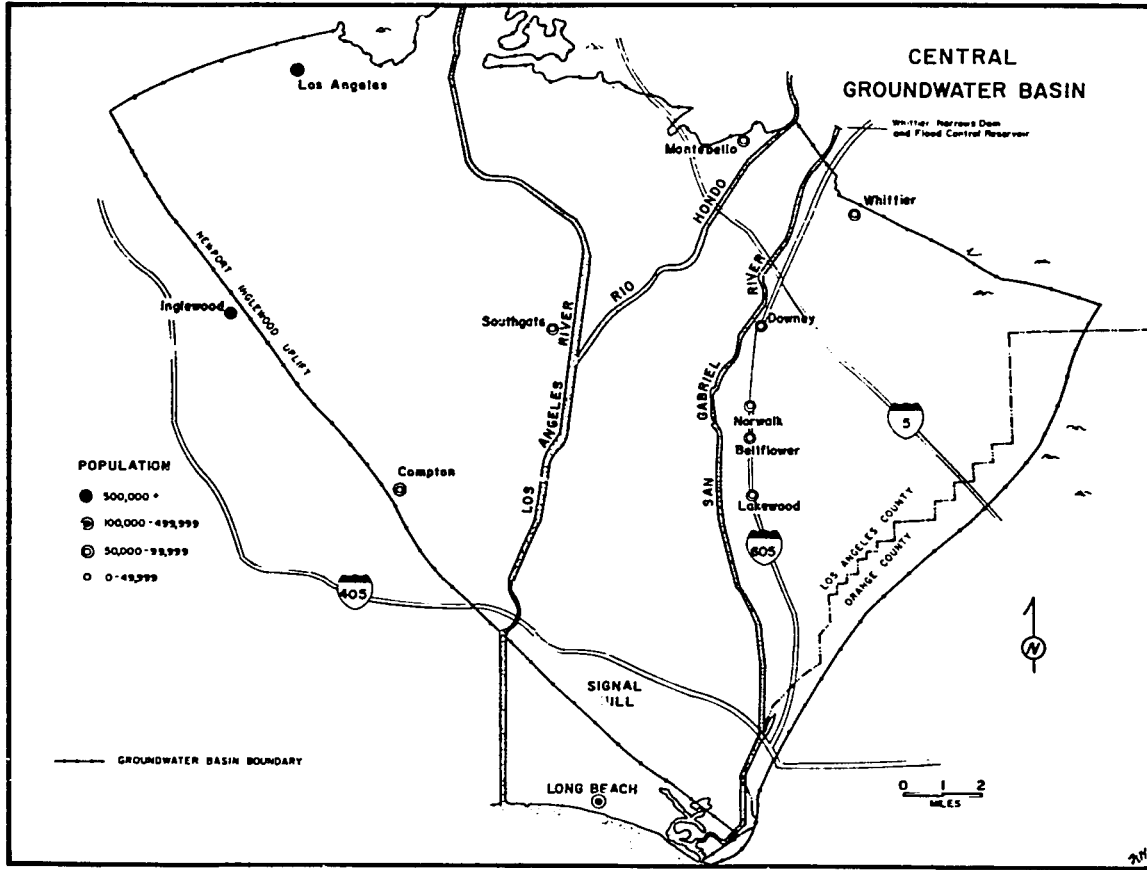 CENTRAL
GROUNDWATER BASIN
Whittier Narrows Dam
and Flood Control Reservoir
Los Angeles
Montebello
Whittier
HONDO
RIO
NEWPORT INGLEWOOD UPLIFT
Inglewood
Southgate
RIVER
ANGELES
LOS
RIVER
GABRIEL
SAN
Downey
Norwalk
Bellflower
Lakewood
5
605
405
Compton
POPULATION
500,000 +
100,000-499,999
50,000-99,999
0-49,999
LOS ANGELES COUNTY
ORANGE COUNTY
N
SIGNAL
GROUNDWATER BASIN BOUNDARY
LONG BEACH
0 1 2
MILES